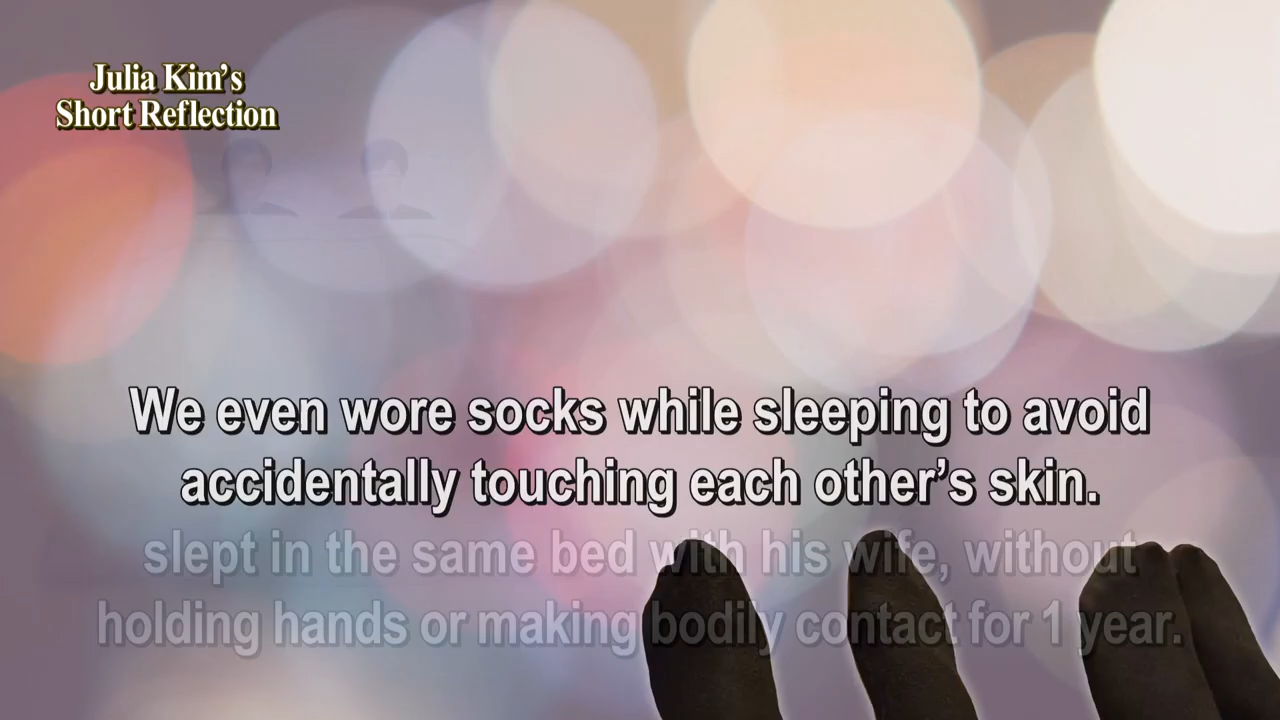 Julia Kim's
Short Reflection
We even wore socks while sleeping to avoid
accidentally touching each other's skin.
slept in the same bed with his wife, without
holding hands or making bodily contact for 1 year.